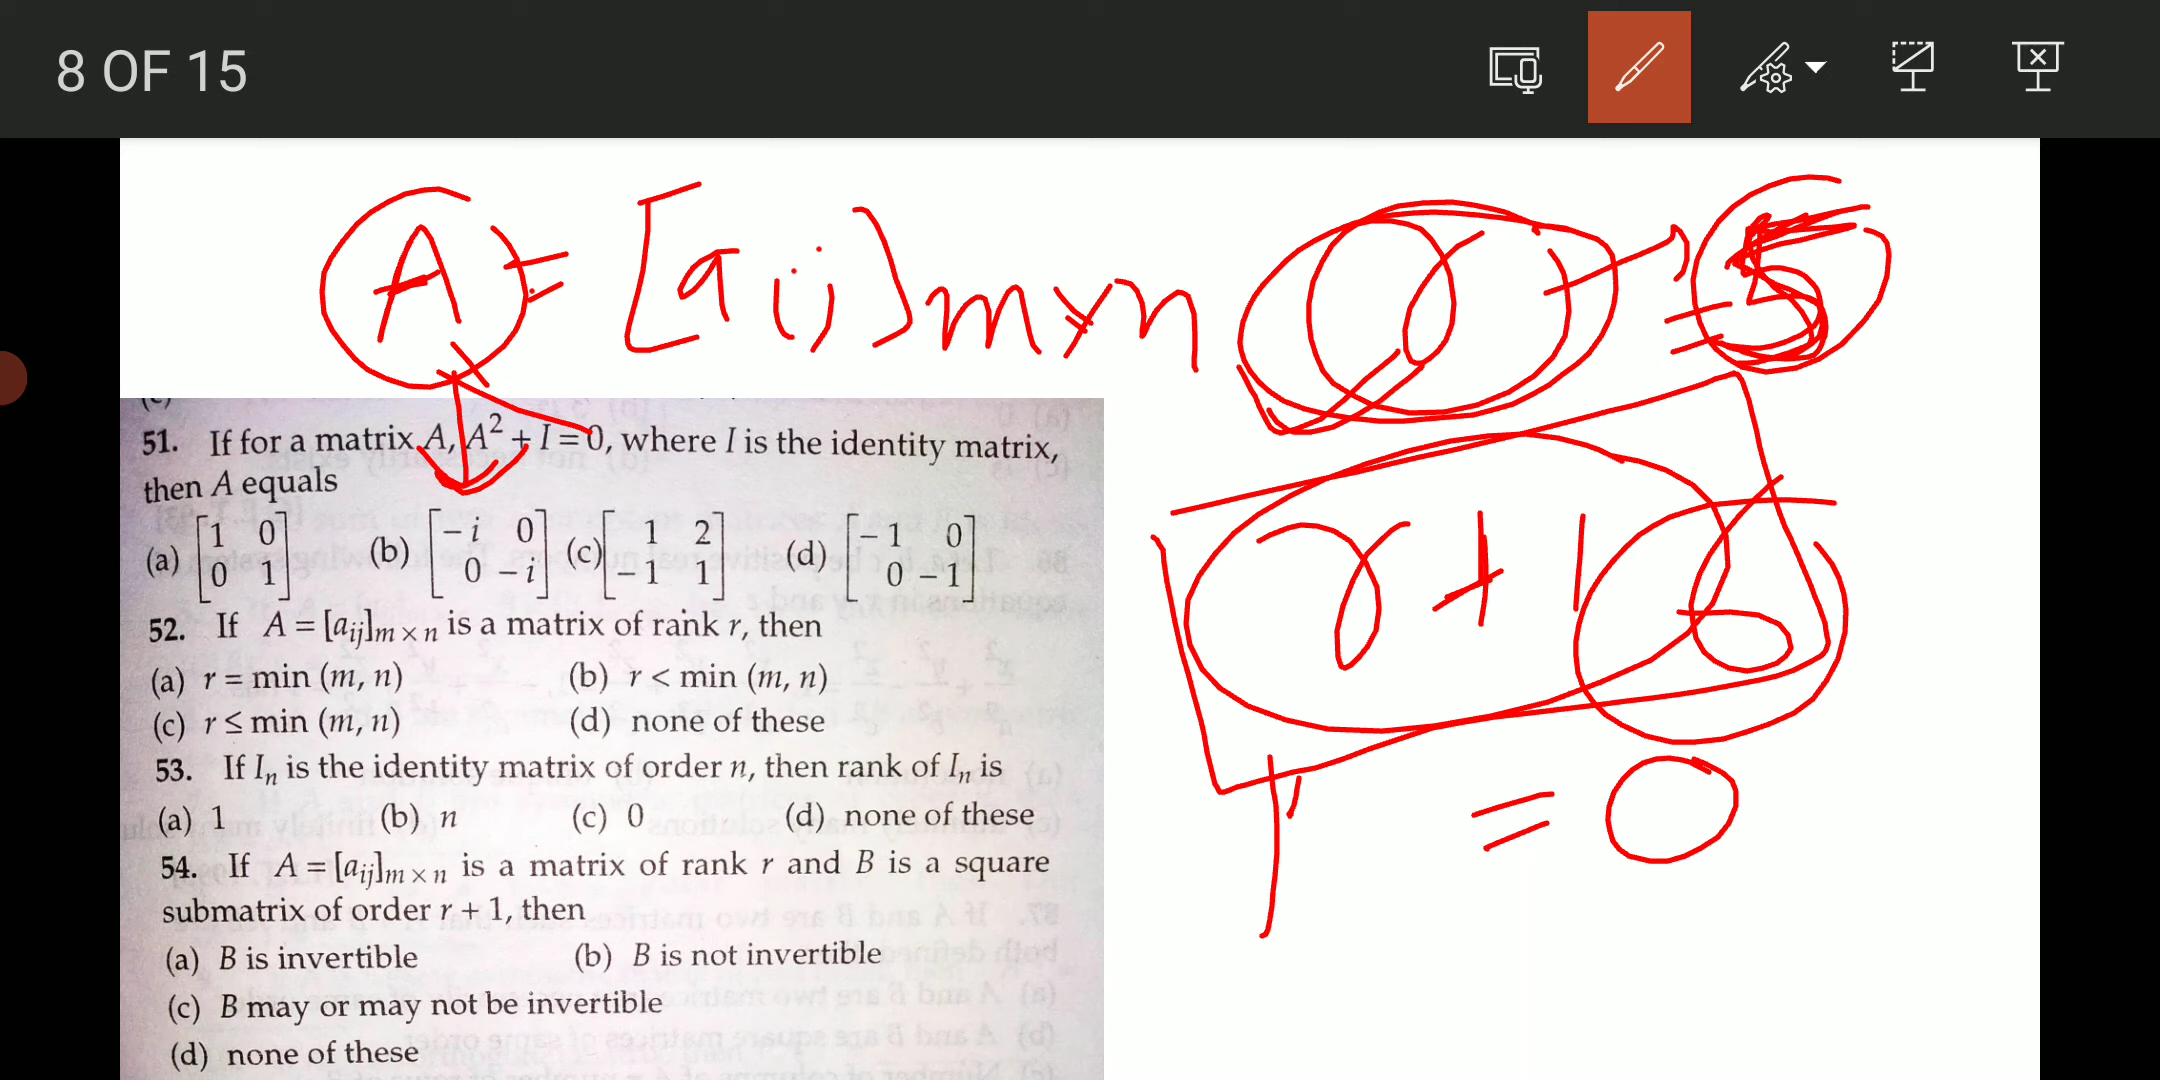 8 OF 15
A = [aij]m×n r = 5
51. If for a matrix A, A² + I = 0, where I is the identity matrix,
then A equals
(a) [1 0 0 1] (b) [−i 0 0 −i] (c) [1 2 −1 1] (d) [−1 0 0 −1]
r + 1 6
52. If A = [aij]m × n is a matrix of rank r, then
(a) r = min (m, n) (b) r < min (m, n)
(c) r ≤ min (m, n) (d) none of these
53. If In is the identity matrix of order n, then rank of In is
(a) 1 (b) n (c) 0 (d) none of these
= 0
54. If A = [aij]m × n is a matrix of rank r and B is a square
submatrix of order r + 1, then
(a) B is invertible (b) B is not invertible
(c) B may or may not be invertible
(d) none of these